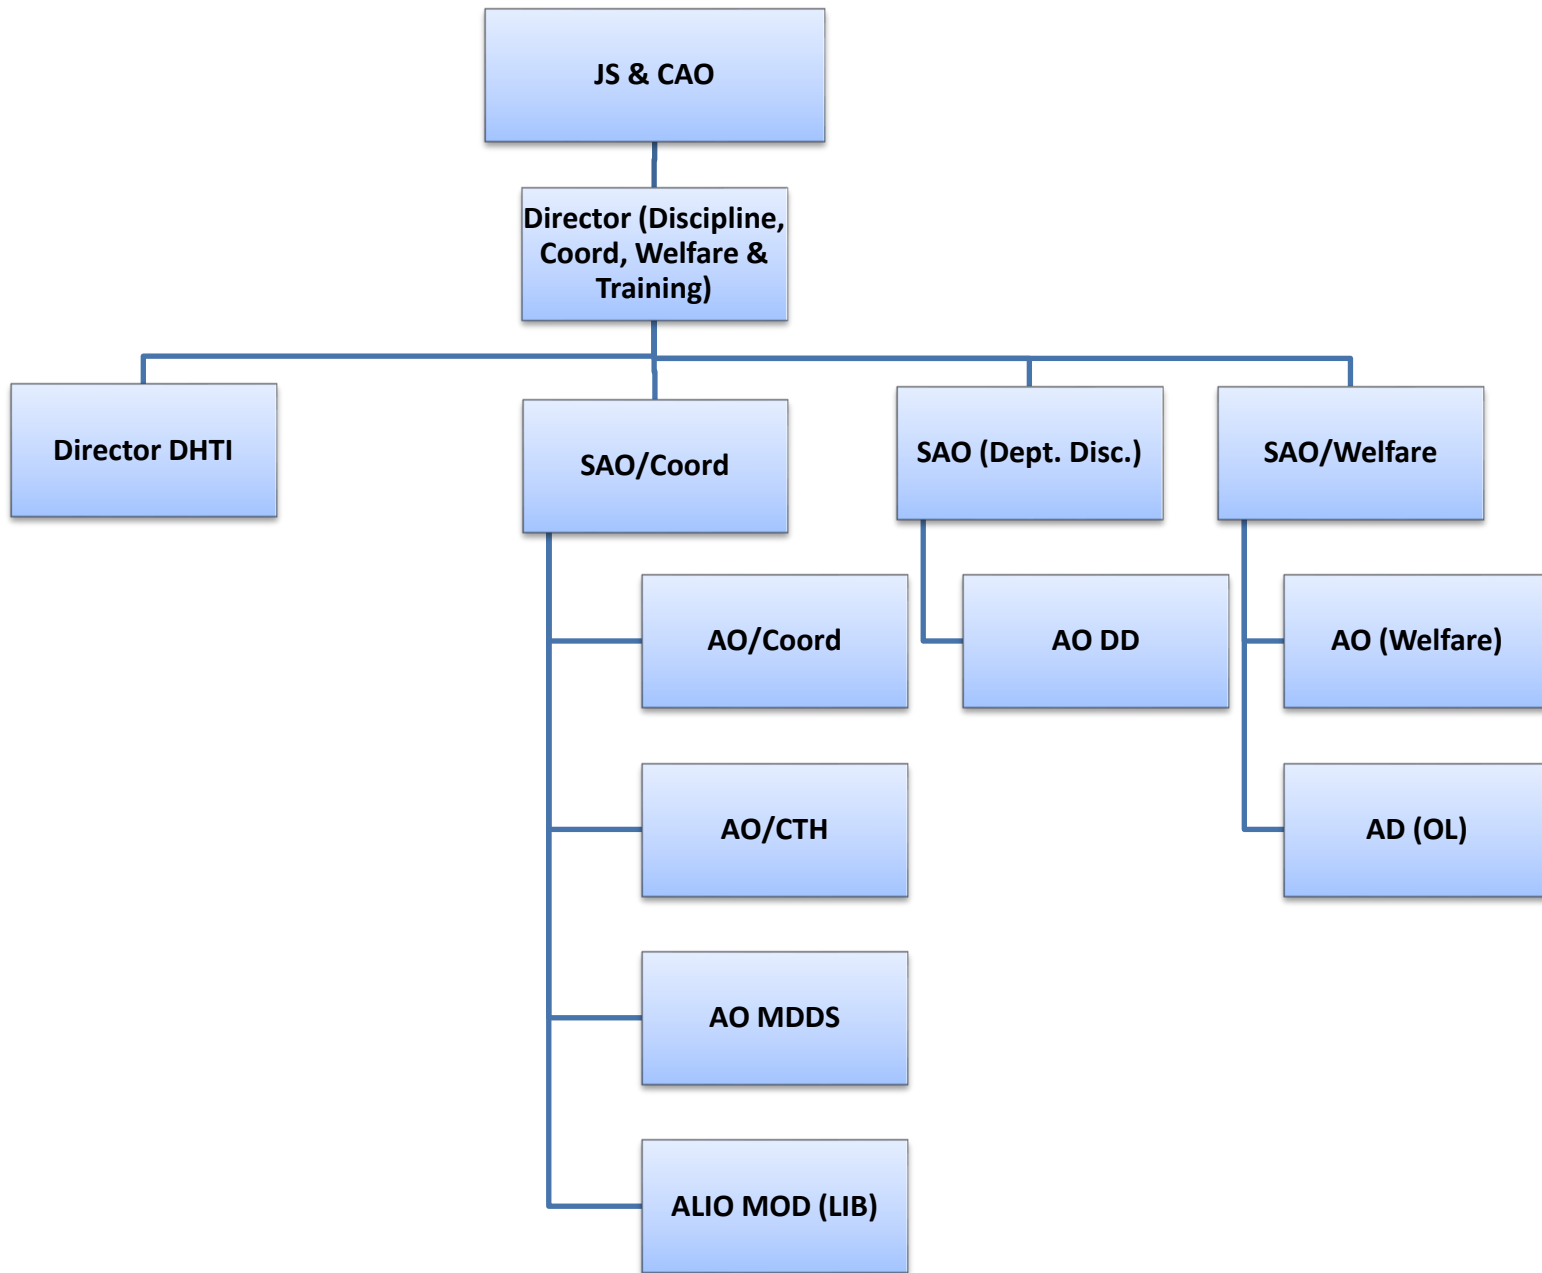 JS & CAO
Director (Discipline,
Coord, Welfare &
Training)
Director DHTI
SAO/Coord
SAO (Dept. Disc.)
SAO/Welfare
AO/Coord
AO DD
AO (Welfare)
AO/CTH
AD (OL)
AO MDDS
ALIO MOD (LIB)